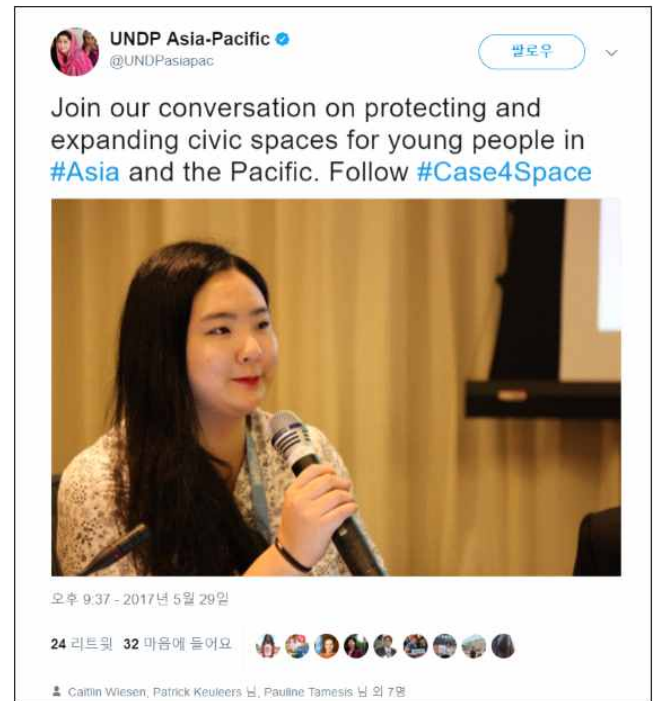 UNDP Asia-Pacific
@UNDPasiapac
팔로우
Join our conversation on protecting and
expanding civic spaces for young people in
#Asia and the Pacific. Follow #Case4Space
오후 9:37 - 2017년 5월 29일
24 리트윗 32 마음에 들어요
Caitlin Wiesen, Patrick Keuleers 님, Pauline Tamesis 님 외 7명